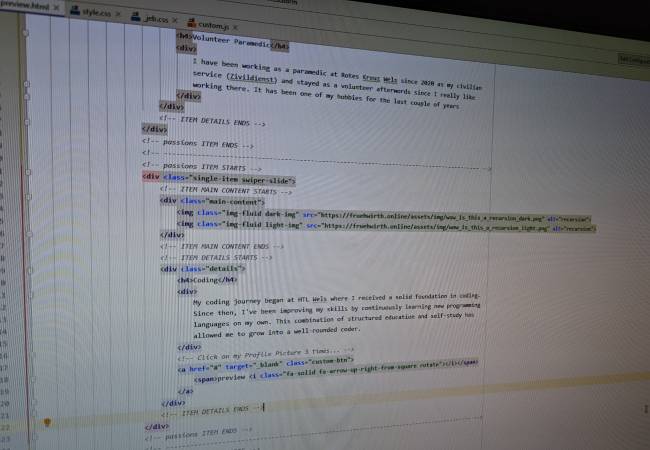 preview.html × style.css × _jeb.css × custom.js ×
<h4>Volunteer Paramedic</h4>
<div>
I have been working as a paramedic at Rotes Kreuz Wels since 2020 as my civilian
service (Zivildienst) and stayed as a volunteer afterwards since I really like
working there. It has been one of my hobbies for the last couple of years
</div>
</div>
<!-- ITEM DETAILS ENDS -->
</div>
<!-- passions ITEM ENDS -->
<!-- -->
<!-- passions ITEM STARTS -->
<div class="single-item swiper-slide">
<!-- ITEM MAIN CONTENT STARTS -->
<div class="main-content">
<img class="img-fluid dark-img" src="https://fruehwirth.online/assets/img/wow_is_this_a_recursion_dark.png" alt="recursion">
<img class="img-fluid light-img" src="https://fruehwirth.online/assets/img/wow_is_this_a_recursion_light.png" alt="recursion">
</div>
<!-- ITEM MAIN CONTENT ENDS -->
<!-- ITEM DETAILS STARTS -->
<div class="details">
<h4>Coding</h4>
<div>
My coding journey began at HTL Wels where I received a solid foundation in coding.
Since then, I've been improving my skills by continuously learning new programming
languages on my own. This combination of structured education and self-study has
allowed me to grow into a well-rounded coder.
</div>
<!-- Click on my Profile Picture 3 times... -->
<a href="#" target="_blank" class="custom-btn">
<span>preview <i class="fa-solid fa-arrow-up-right-from-square rotate"></i></span>
</a>
</div>
<!-- ITEM DETAILS ENDS -->
</div>
<!-- passions ITEM ENDS -->